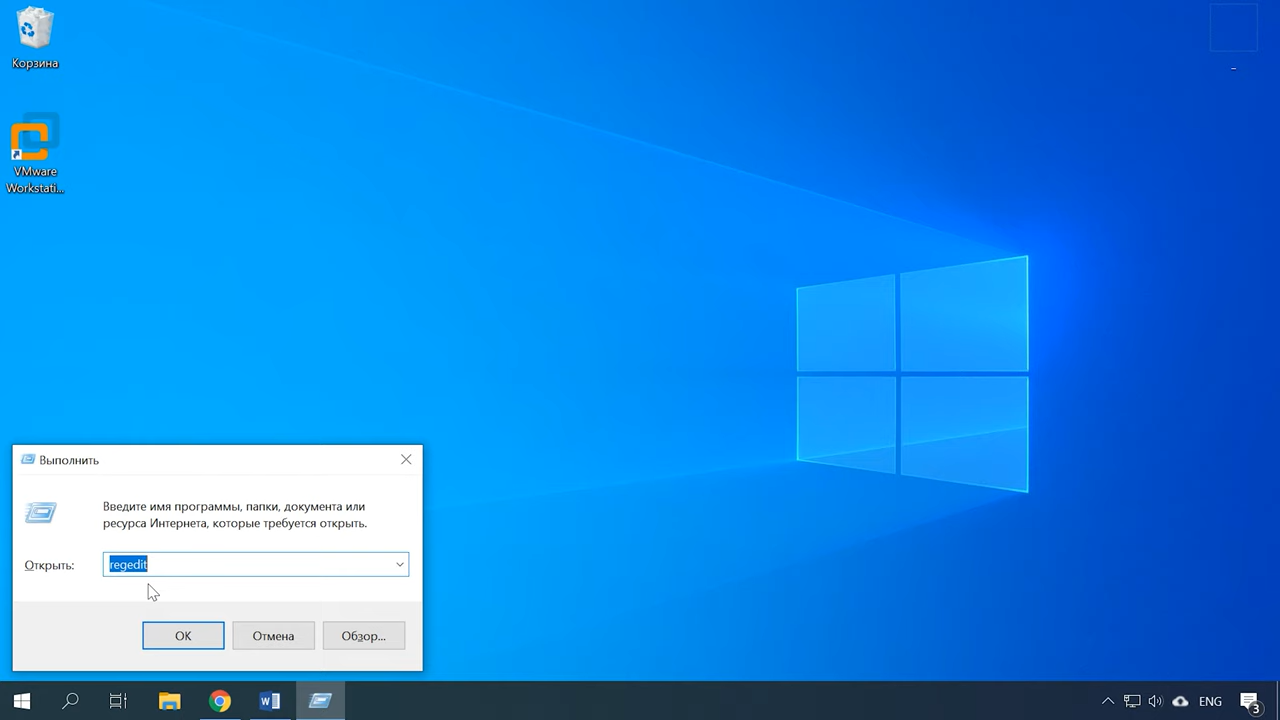 Корзина
VMware
Workstati...
Выполнить
Введите имя программы, папки, документа или
ресурса Интернета, которые требуется открыть.
Открыть:
regedit
ОК
Отмена
Обзор...
W
ENG
3